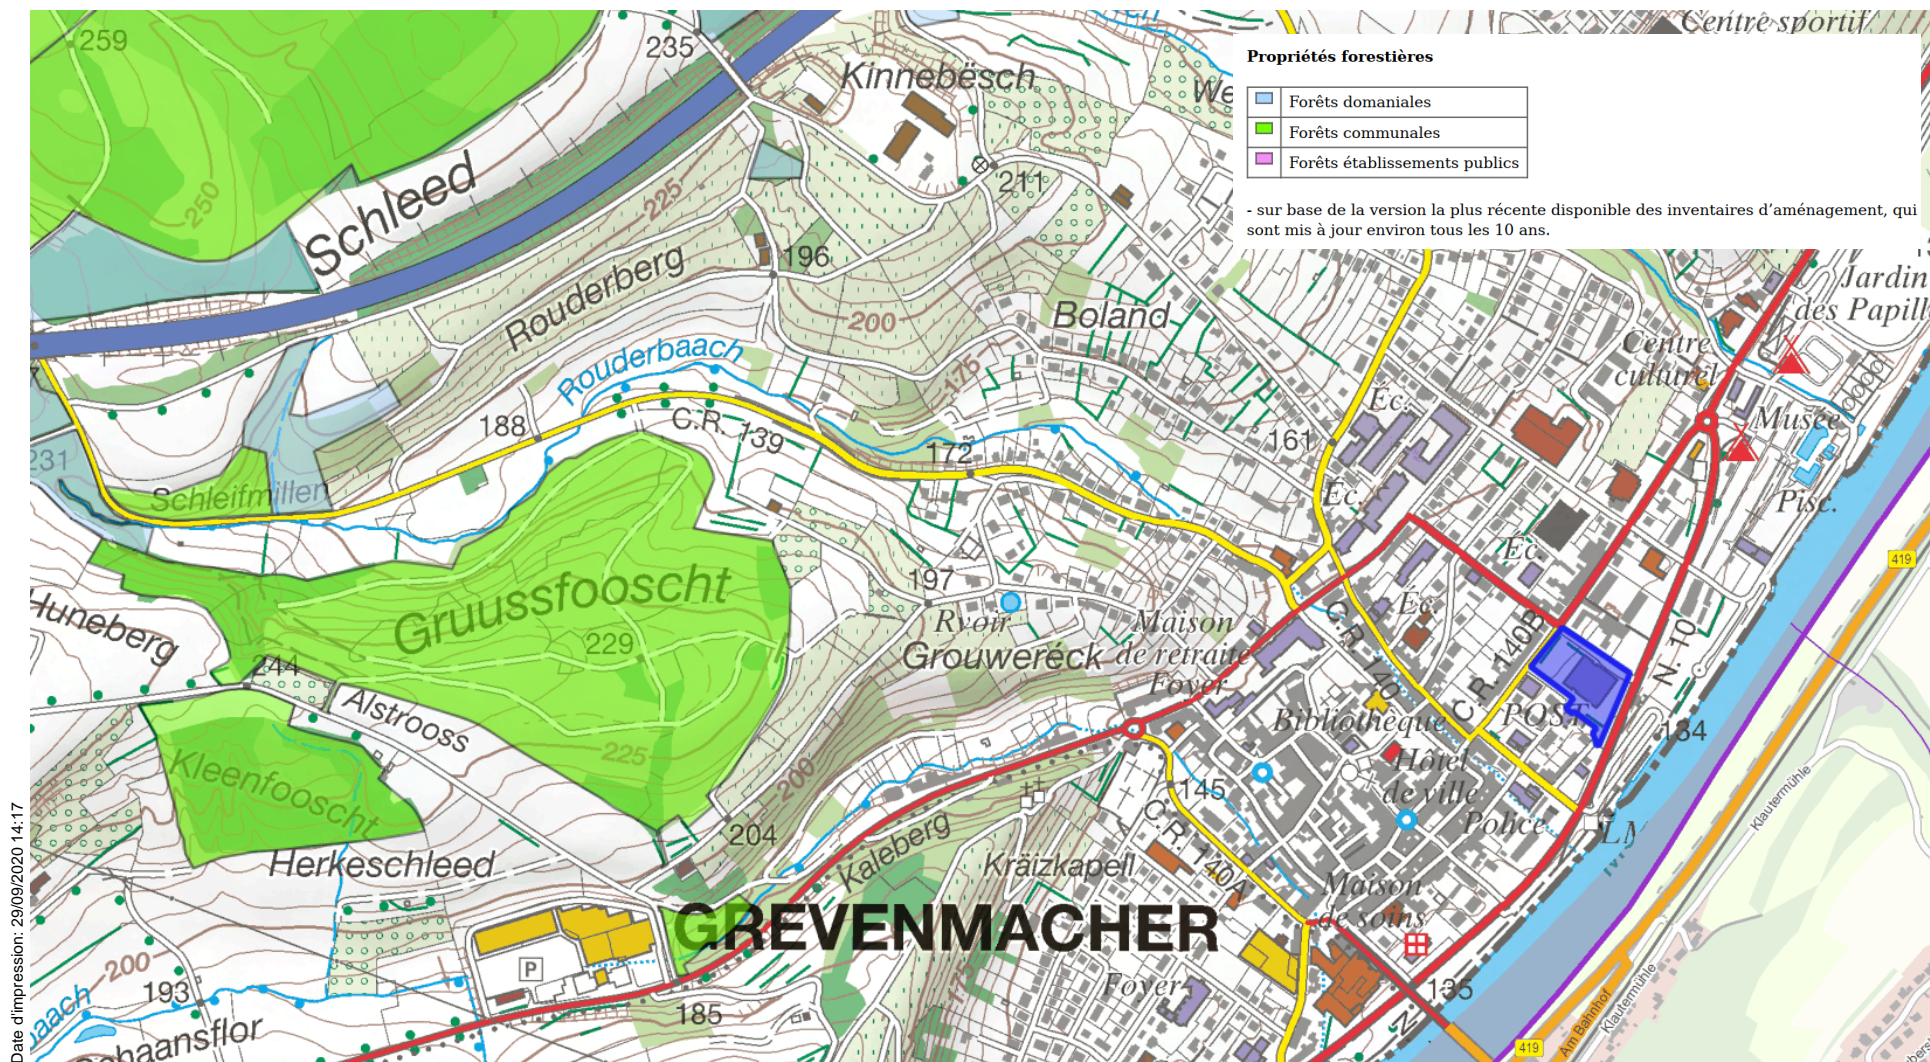 259
235
Kinnebësch
Centre sportif
Propriétés forestières
Forêts domaniales
Forêts communales
Forêts établissements publics
- sur base de la version la plus récente disponible des inventaires d’aménagement, qui
sont mis à jour environ tous les 10 ans.
We
250
Schleed
225
211
Rouderberg
196
200
Boland
Jardin
des Papill
Centre
culturel
Rouderbaach
175
C.R. 139
188
172
161
Éc.
Musée
231
Schleifmillen
Éc.
Pisc.
Éc.
419
Huneberg
Gruussfooscht
229
197
Rvoir
Grouwereck
Maison
de retraite
Foyer
C.R. 140
Éc.
C.R. 140B
N. 10
244
Alstrooss
225
Bibliothèque
POST
134
Kleenfooscht
200
Hôtel
de ville
145
C.R. 140A
Police
Klautermühle
204
Herkeschleed
Kaleberg
Kräizkapell
Maison
de soins
GREVENMACHER
P
200
193
185
175
Foyer
135
N.
Am Bahnhof
Klautermühle
419
baach
chaansflor
Date d'impression: 29/09/2020 14:17